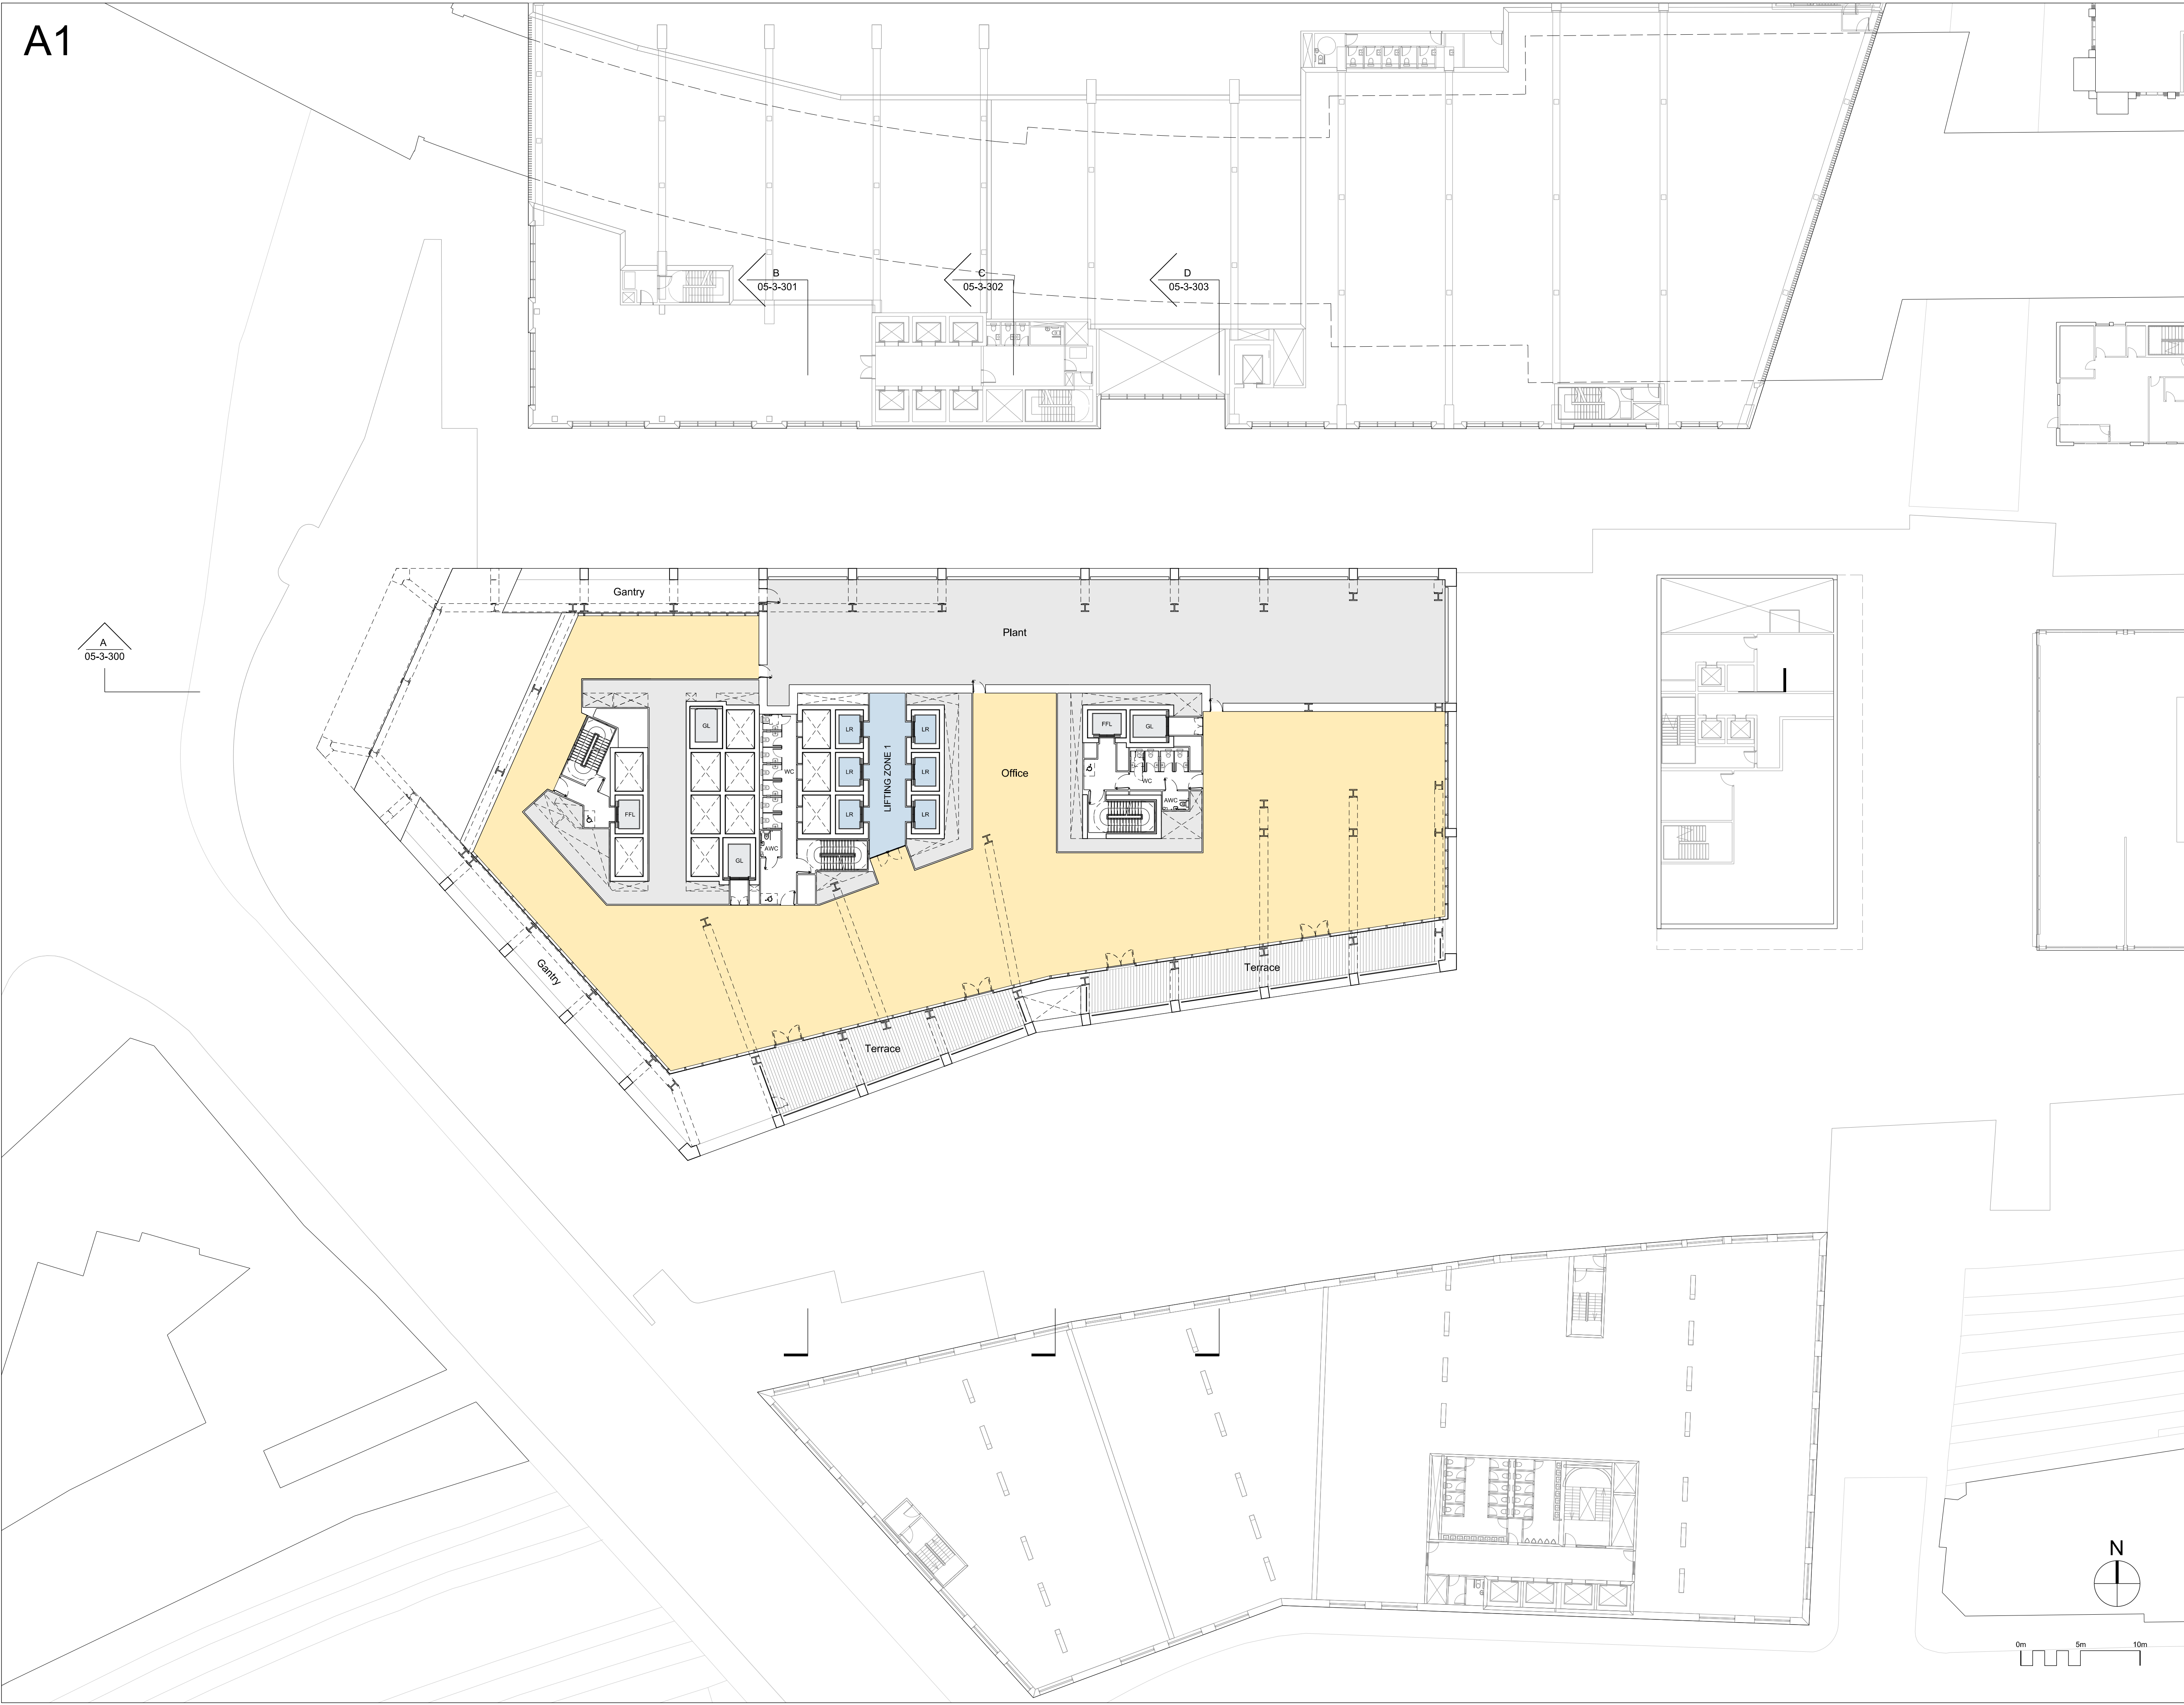 A1
B
05-3-301
C
05-3-302
D
05-3-303
Gantry
Plant
A
05-3-300
GL
LR
LR
FFL
GL
LIFTING ZONE 1
WC
LR
LR
Office
WC
AWC
FFL
LR
LR
AWC
GL
Gantry
Terrace
Terrace
N
0m
5m
10m